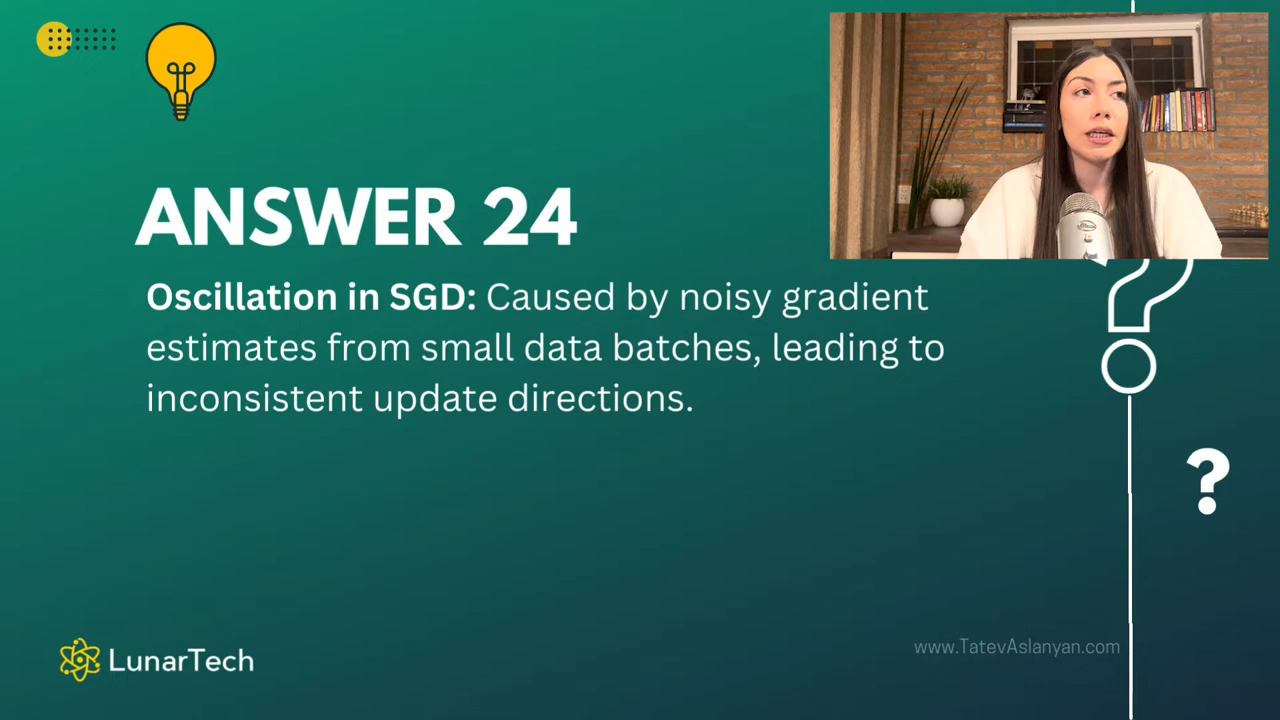 ANSWER 24
Oscillation in SGD: Caused by noisy gradient
estimates from small data batches, leading to
inconsistent update directions.
?
?
LunarTech
www.TatevAslanyan.com